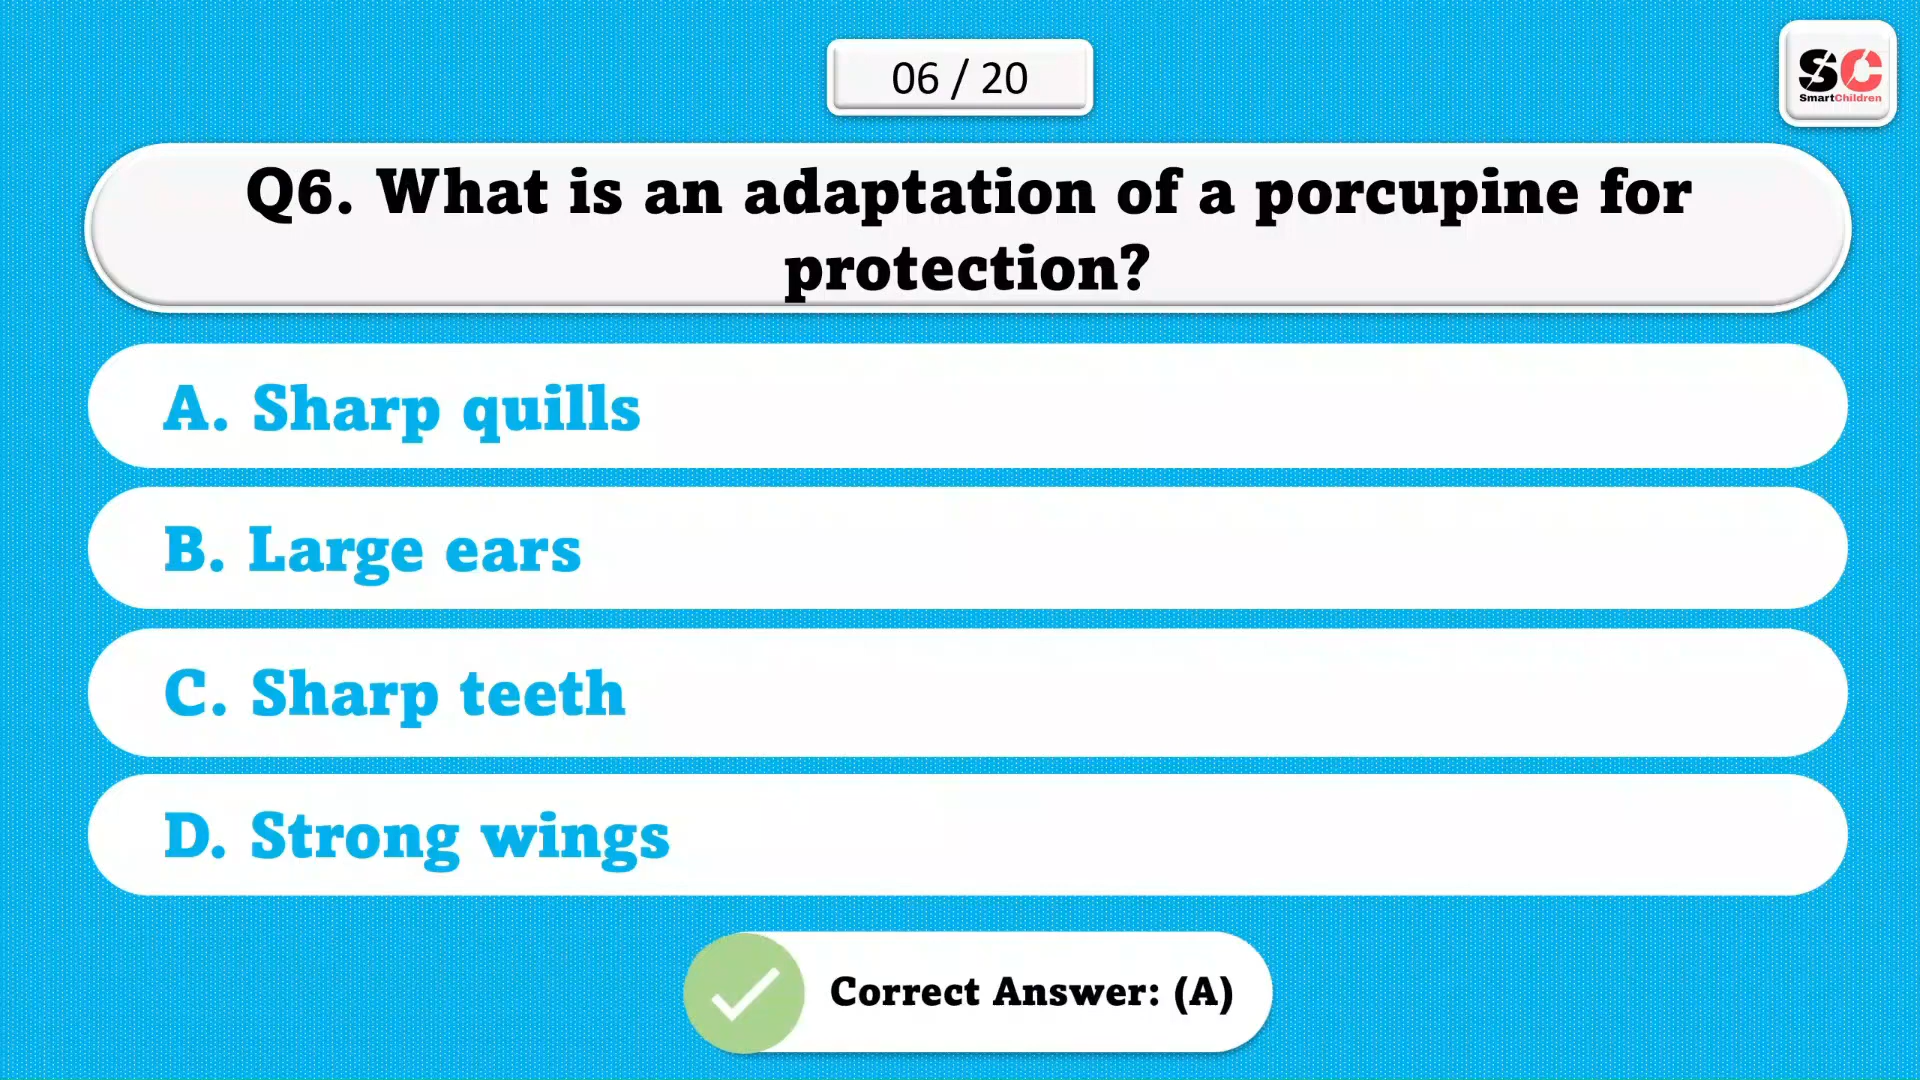 06 / 20
SC
SmartChildren
Q6. What is an adaptation of a porcupine for
protection?
A. Sharp quills
B. Large ears
C. Sharp teeth
D. Strong wings
Correct Answer: (A)